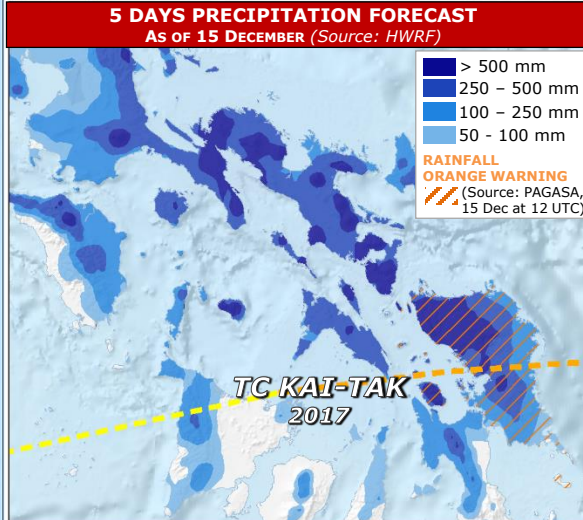 5 DAYS PRECIPITATION FORECAST
AS OF 15 DECEMBER (Source: HWRF)
> 500 mm
250 – 500 mm
100 – 250 mm
50 - 100 mm
RAINFALL
ORANGE WARNING
(Source: PAGASA,
15 Dec at 12 UTC)
TC KAI-TAK
2017